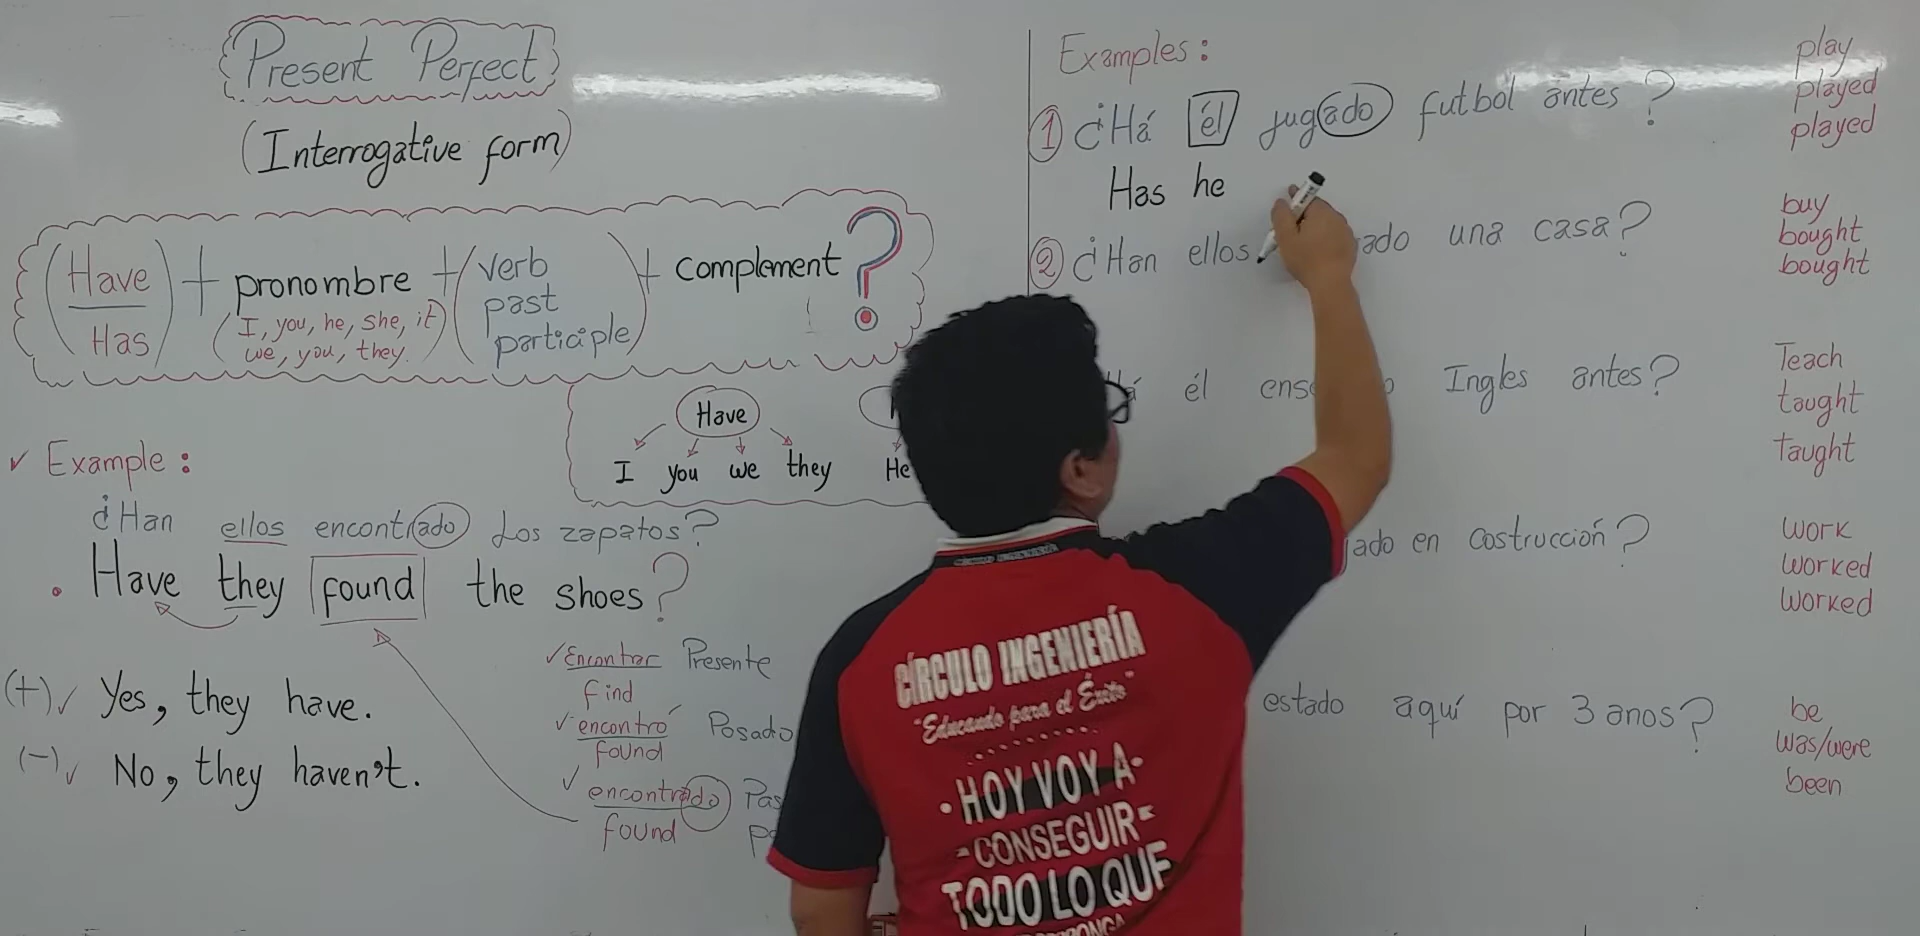 Present Perfect
(Interrogative form)
(Have / Has) + pronombre + (verb past participle) + complement ?
(I, you, he, she, it
we, you, they.)
Have
I you we they He
✓ Example :
¿Han ellos encontrado Los zapatos?
. Have they found the shoes?
(+)✓ Yes, they have.
(-)✓ No, they haven't.
✓ Encontrar Presente
find
✓ encontró Posado
found
✓ encontrado
found
Examples :
1 ¿Há él jugado futbol antes ?
Has he
2 ¿Han ellos una casa?
él Ingles antes?
en costrucción?
estado aquí por 3 anos?
play
played
played
buy
bought
bought
Teach
taught
taught
work
worked
worked
be
was/were
been
CÍRCULO INGENIERÍA
"Educando para el Éxito"
• HOY VOY A •
- CONSEGUIR -
TODO LO QUE